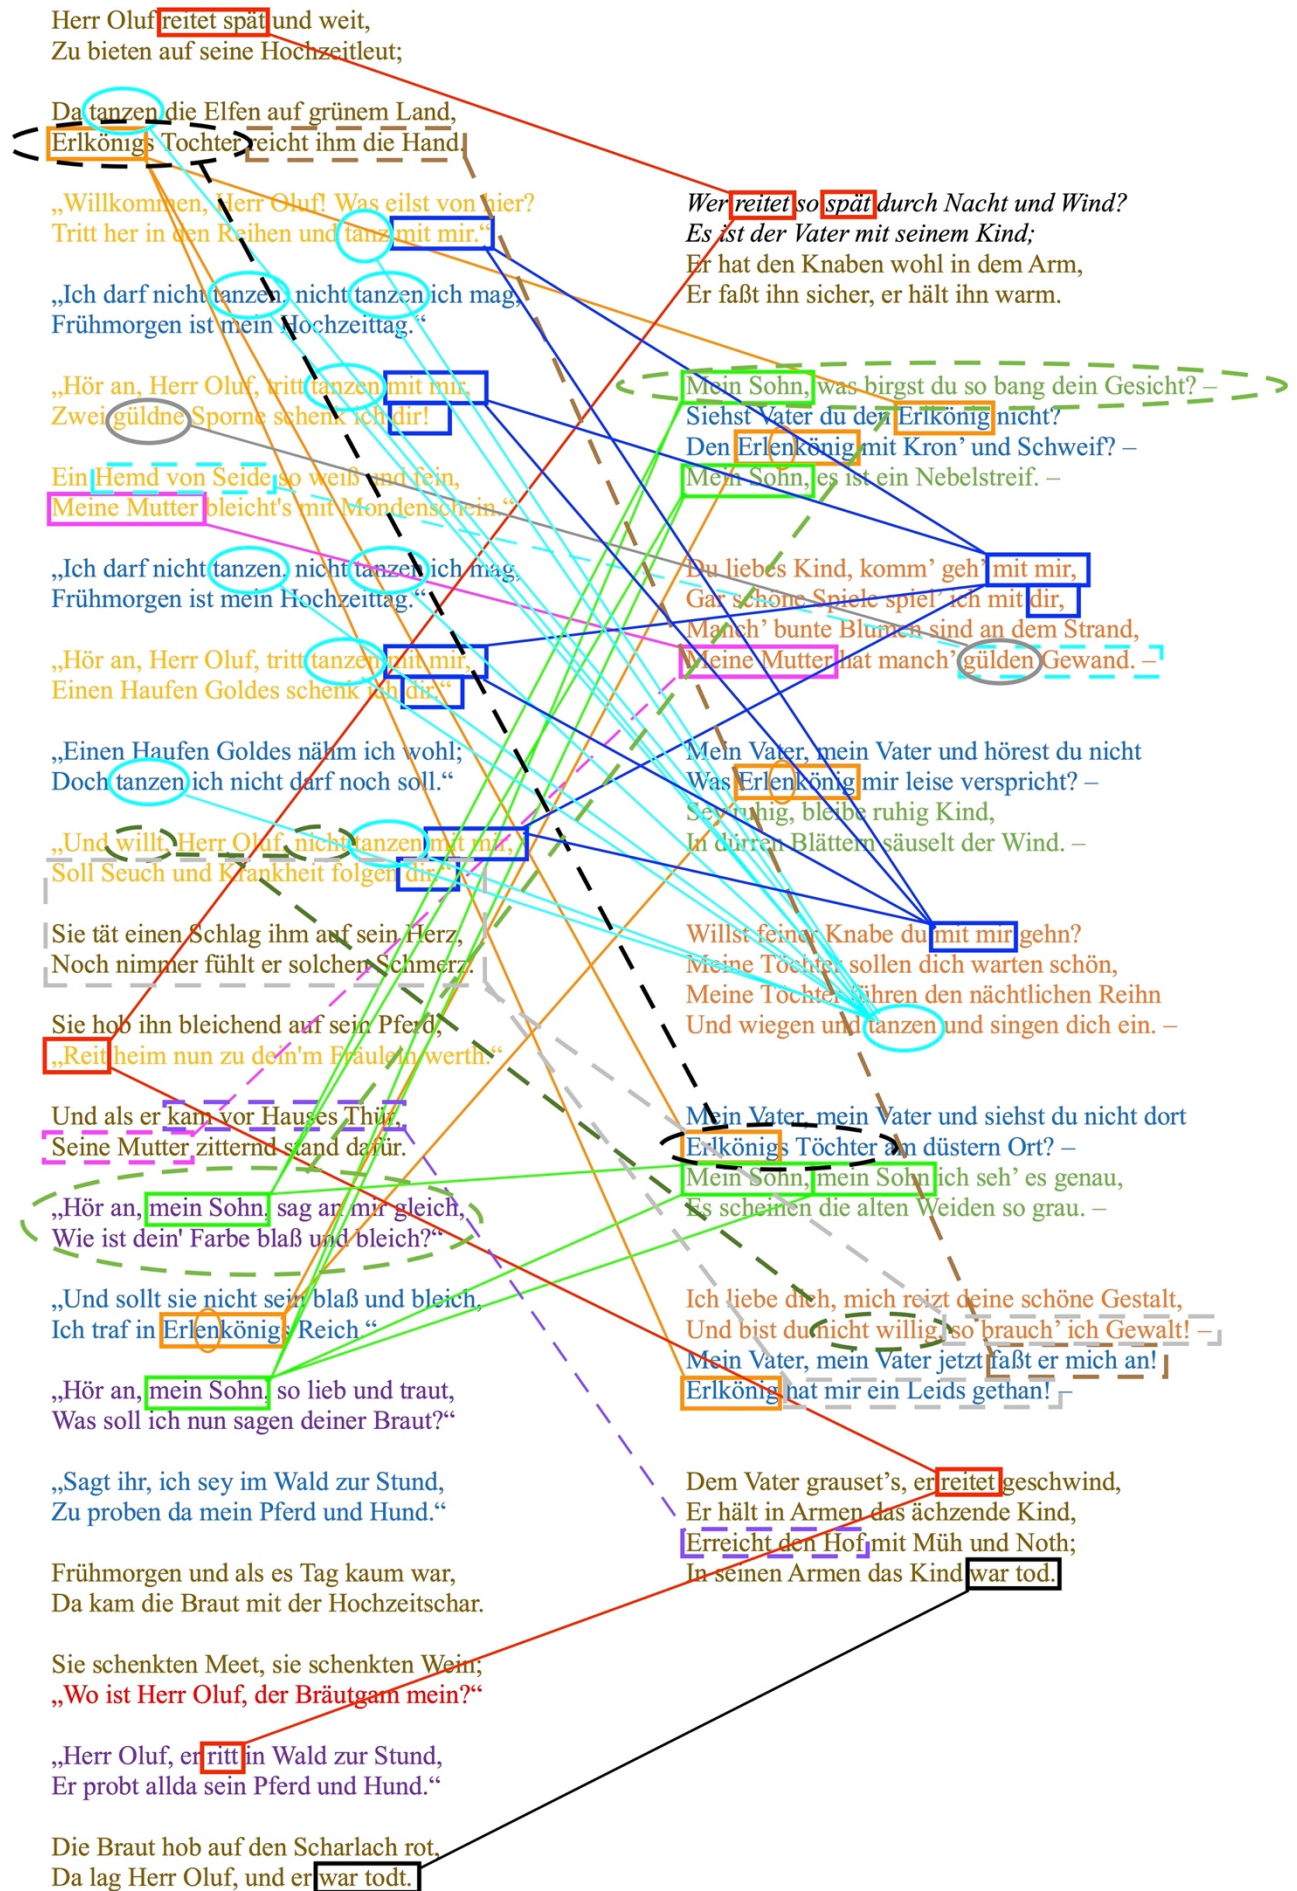 Herr Oluf reitet spät und weit,
Zu bieten auf seine Hochzeitleut;
Da tanzen die Elfen auf grünem Land,
Erlkönigs Tochter reicht ihm die Hand.
„Willkommen, Herr Oluf! Was eilst von hier?
Tritt her in den Reihen und tanz mit mir.“
„Ich darf nicht tanzen, nicht tanzen ich mag,
Frühmorgen ist mein Hochzeittag.“
„Hör an, Herr Oluf, tritt tanzen mit mir,
Zwei güldne Sporne schenk ich dir!
Ein Hemd von Seide so weiß und fein,
Meine Mutter bleicht's mit Mondenschein.“
„Ich darf nicht tanzen, nicht tanzen ich mag,
Frühmorgen ist mein Hochzeittag.“
„Hör an, Herr Oluf, tritt tanzen mit mir,
Einen Haufen Goldes schenk ich dir.“
„Einen Haufen Goldes nähm ich wohl;
Doch tanzen ich nicht darf noch soll.“
„Und willt, Herr Oluf, nicht tanzen mit mir,
Soll Seuch und Krankheit folgen dir.“
Sie tät einen Schlag ihm auf sein Herz,
Noch nimmer fühlt er solchen Schmerz.
Sie hob ihn bleichend auf sein Pferd,
„Reit heim nun zu dein'm Fräulein werth.“
Und als er kam vor Hauses Thür,
Seine Mutter zitternd stand dafür.
„Hör an, mein Sohn, sag an mir gleich,
Wie ist dein' Farbe blaß und bleich?“
„Und sollt sie nicht sein blaß und bleich,
Ich traf in Erlenkönigs Reich.“
„Hör an, mein Sohn, so lieb und traut,
Was soll ich nun sagen deiner Braut?“
„Sagt ihr, ich sey im Wald zur Stund,
Zu proben da mein Pferd und Hund.“
Frühmorgen und als es Tag kaum war,
Da kam die Braut mit der Hochzeitschar.
Sie schenkten Meet, sie schenkten Wein;
„Wo ist Herr Oluf, der Bräutgam mein?“
„Herr Oluf, er ritt in Wald zur Stund,
Er probt allda sein Pferd und Hund.“
Die Braut hob auf den Scharlach rot,
Da lag Herr Oluf, und er war todt.
Wer reitet so spät durch Nacht und Wind?
Es ist der Vater mit seinem Kind;
Er hat den Knaben wohl in dem Arm,
Er faßt ihn sicher, er hält ihn warm.
Mein Sohn, was birgst du so bang dein Gesicht? –
Siehst Vater du den Erlkönig nicht?
Den Erlenkönig mit Kron’ und Schweif? –
Mein Sohn, es ist ein Nebelstreif. –
Du liebes Kind, komm’ geh’ mit mir,
Gar schöne Spiele spiel’ ich mit dir,
Manch’ bunte Blumen sind an dem Strand,
Meine Mutter hat manch’ gülden Gewand. –
Mein Vater, mein Vater und hörest du nicht
Was Erlenkönig mir leise verspricht? –
Sey ruhig, bleibe ruhig Kind,
In dürren Blättern säuselt der Wind. –
Willst feiner Knabe du mit mir gehn?
Meine Töchter sollen dich warten schön,
Meine Töchter führen den nächtlichen Reihn
Und wiegen und tanzen und singen dich ein. –
Mein Vater, mein Vater und siehst du nicht dort
Erlkönigs Töchter am düstern Ort? –
Mein Sohn, mein Sohn ich seh’ es genau,
Es scheinen die alten Weiden so grau. –
Ich liebe dich, mich reizt deine schöne Gestalt,
Und bist du nicht willig, so brauch’ ich Gewalt! –
Mein Vater, mein Vater jetzt faßt er mich an!
Erlkönig hat mir ein Leids gethan! –
Dem Vater grauset’s, er reitet geschwind,
Er hält in Armen das ächzende Kind,
Erreicht den Hof mit Müh und Noth;
In seinen Armen das Kind war tod.